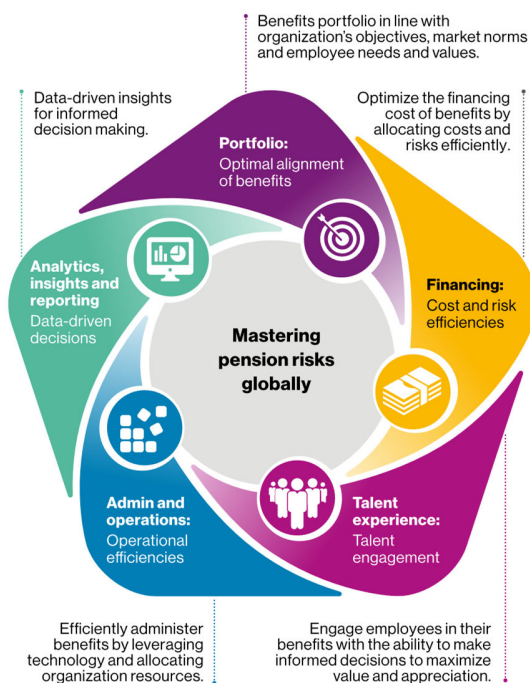 Benefits portfolio in line with
organization's objectives, market norms
and employee needs and values.
Data-driven insights
for informed
decision making.
Optimize the financing
cost of benefits by
allocating costs and
risks efficiently.
Portfolio:
Optimal alignment
of benefits
Analytics,
insights and
reporting
Data-driven
decisions
Financing:
Cost and risk
efficiencies
Mastering
pension risks
globally
Admin and
operations:
Operational
efficiencies
Talent
experience:
Talent
engagement
Efficiently administer
benefits by leveraging
technology and allocating
organization resources.
Engage employees in their
benefits with the ability to make
informed decisions to maximize
value and appreciation.